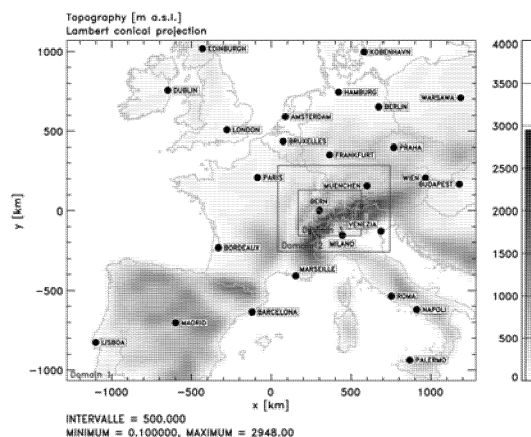 Topography [m a.s.l.]
Lambert conical projection
1000
EDINBURGH
KOBENHAVN
4000
DUBLIN
HAMBURG
WARSAWA
BERLIN
3500
AMSTERDAM
500
LONDON
BRUXELLES
PRAHA
3000
FRANKFURT
PARIS
WIEN
MUENCHEN
BUDAPEST
2500
y [km]
BERN
0
VENEZIA
2000
MILANO
BORDEAUX
Domain 2
MARSEILLE
1500
-500
ROMA
BARCELONA
NAPOLI
1000
MADRID
LISBOA
PALERMO
500
-1000
Domain 1
0
-1000
-500
0
500
1000
x [km]
INTERVALLE = 500.000
MINIMUM = 0.100000, MAXIMUM = 2948.00